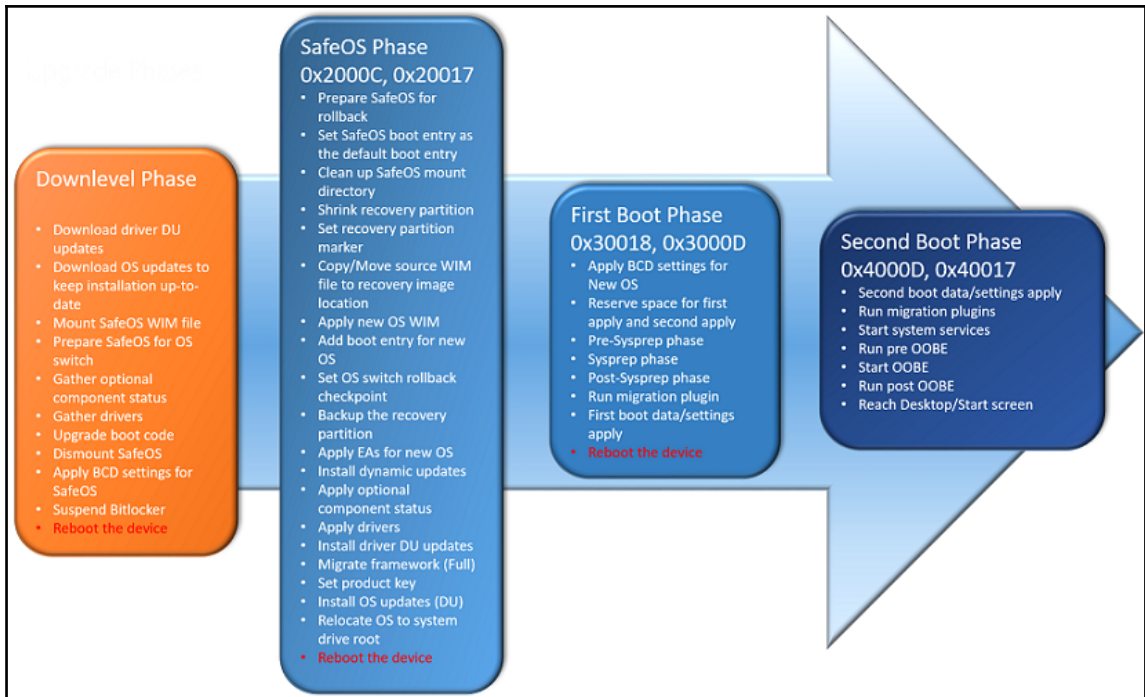 Downlevel Phase
• Download driver DU
updates
• Download OS updates to
keep installation up-to-
date
• Mount SafeOS WIM file
• Prepare SafeOS for OS
switch
• Gather optional
component status
• Gather drivers
• Upgrade boot code
• Dismount SafeOS
• Apply BCD settings for
SafeOS
• Suspend Bitlocker
• Reboot the device
SafeOS Phase
0x2000C, 0x20017
• Prepare SafeOS for
rollback
• Set SafeOS boot entry as
the default boot entry
• Clean up SafeOS mount
directory
• Shrink recovery partition
• Set recovery partition
marker
• Copy/Move source WIM
file to recovery image
location
• Apply new OS WIM
• Add boot entry for new
OS
• Set OS switch rollback
checkpoint
• Backup the recovery
partition
• Apply EAs for new OS
• Install dynamic updates
• Apply optional
component status
• Apply drivers
• Install driver DU updates
• Migrate framework (Full)
• Set product key
• Install OS updates (DU)
• Relocate OS to system
drive root
• Reboot the device
First Boot Phase
0x30018, 0x3000D
• Apply BCD settings for
New OS
• Reserve space for first
apply and second apply
• Pre-Sysprep phase
• Sysprep phase
• Post-Sysprep phase
• Run migration plugin
• First boot data/settings
apply
• Reboot the device
Second Boot Phase
0x4000D, 0x40017
• Second boot data/settings apply
• Run migration plugins
• Start system services
• Run pre OOBE
• Start OOBE
• Run post OOBE
• Reach Desktop/Start screen